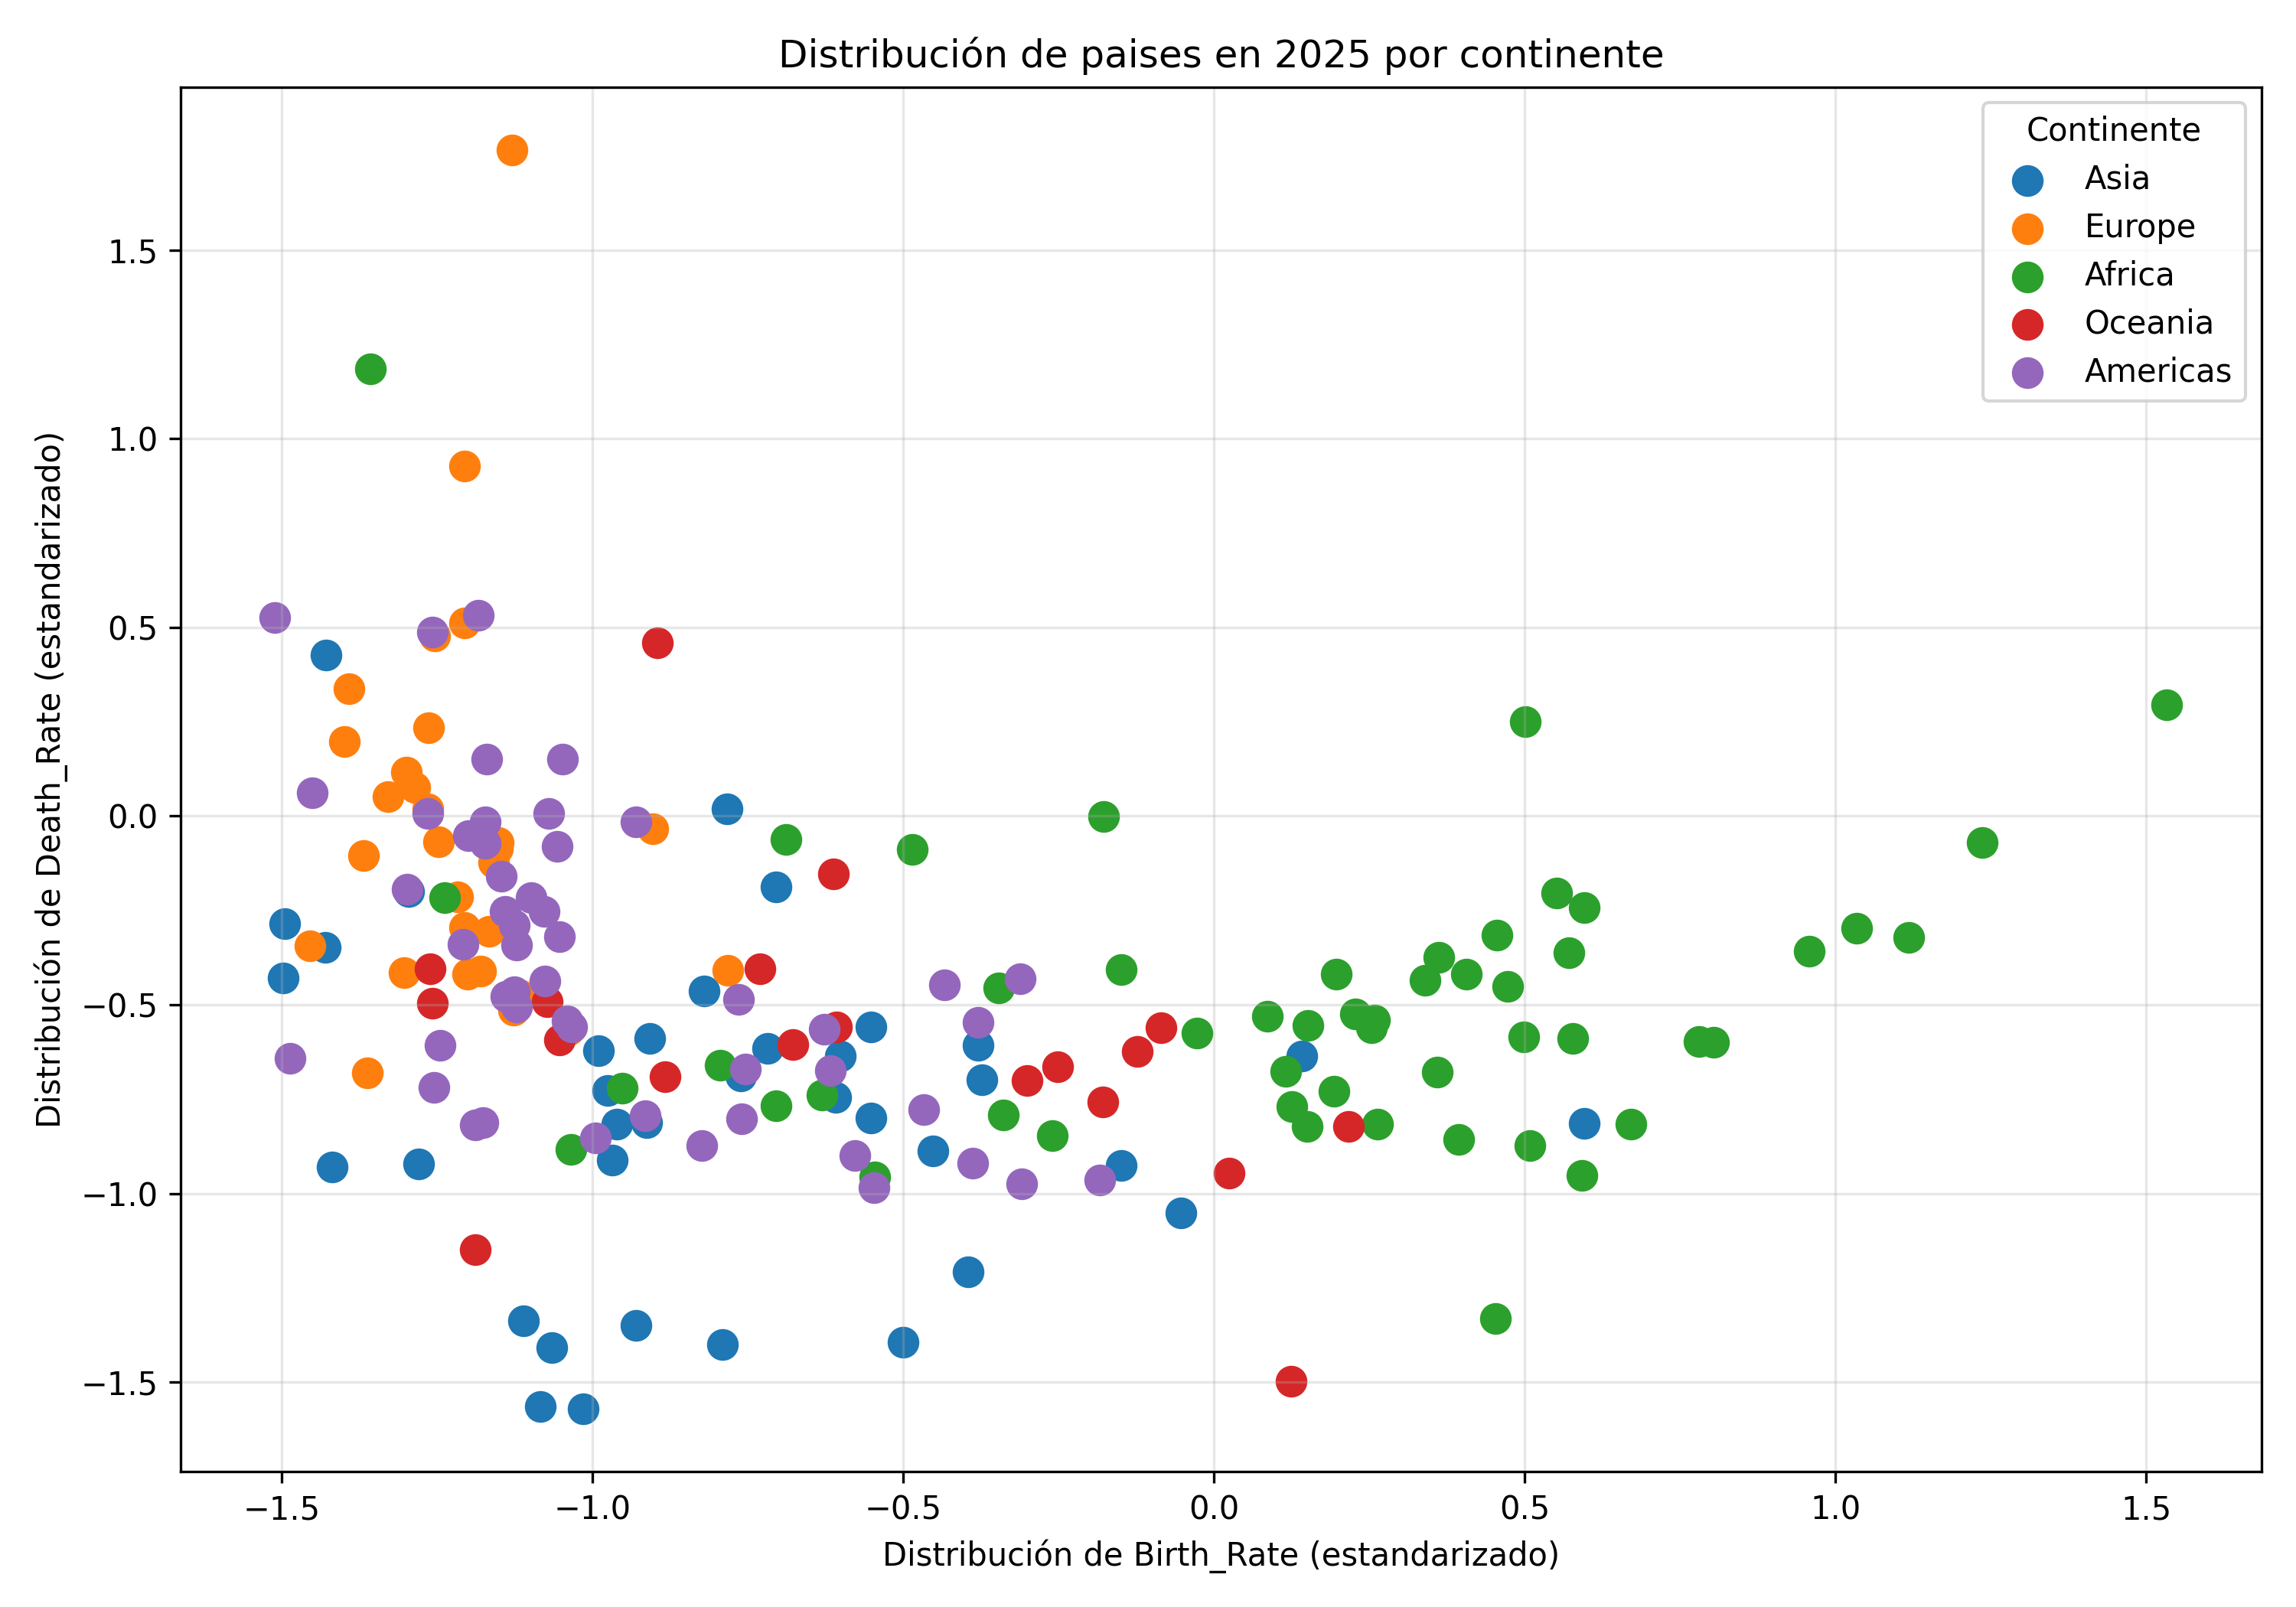 Distribución de paises en 2025 por continente
Continente
Asia
Europe
Africa
Oceania
Americas
Distribución de Death_Rate (estandarizado)
1.5
1.0
0.5
0.0
−0.5
−1.0
−1.5
−1.5 −1.0 −0.5 0.0 0.5 1.0 1.5
Distribución de Birth_Rate (estandarizado)